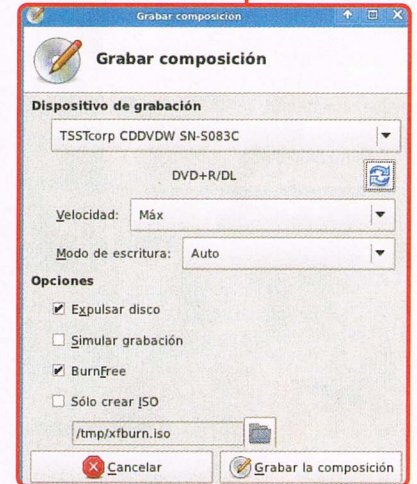 Grabar composición
Grabar composición
Dispositivo de grabación
TSSTcorp CDDVDW SN-S083C
DVD+R/DL
Velocidad: Máx
Modo de escritura: Auto
Opciones
Expulsar disco
Simular grabación
BurnFree
Sólo crear ISO
/tmp/xfburn.iso
Cancelar Grabar la composición